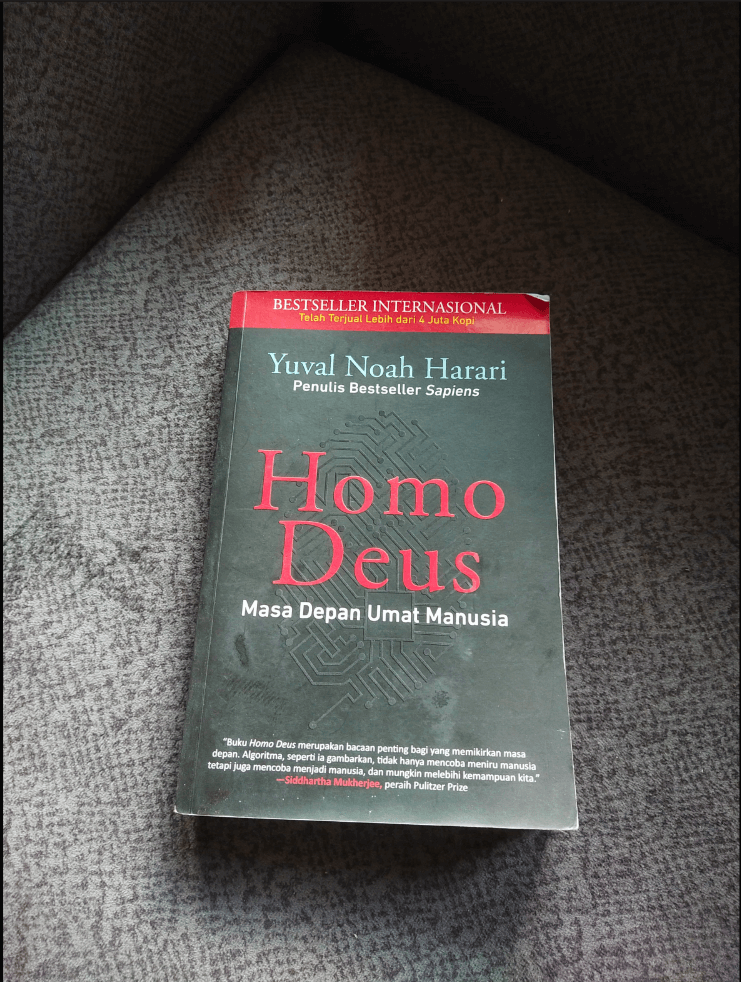 BESTSELLER INTERNASIONAL
Telah Terjual Lebih dari 4 Juta Kopi
Yuval Noah Harari
Penulis Bestseller Sapiens
Homo
Deus
Masa Depan Umat Manusia
“Buku Homo Deus merupakan bacaan penting bagi yang memikirkan masa
depan. Algoritma, seperti ia gambarkan, tidak hanya mencoba meniru manusia
tetapi juga mencoba menjadi manusia, dan mungkin melebihi kemampuan kita.”
—Siddhartha Mukherjee, peraih Pulitzer Prize